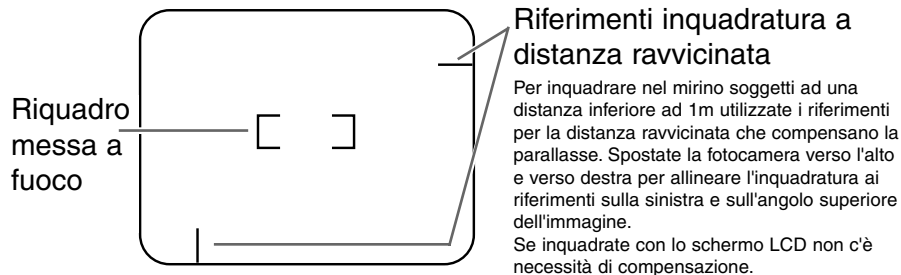 Riquadro
messa a
fuoco
Riferimenti inquadratura a
distanza ravvicinata
Per inquadrare nel mirino soggetti ad una
distanza inferiore ad 1m utilizzate i riferimenti
per la distanza ravvicinata che compensano la
parallasse. Spostate la fotocamera verso l'alto
e verso destra per allineare l'inquadratura ai
riferimenti sulla sinistra e sull'angolo superiore
dell'immagine.
Se inquadrate con lo schermo LCD non c'è
necessità di compensazione.